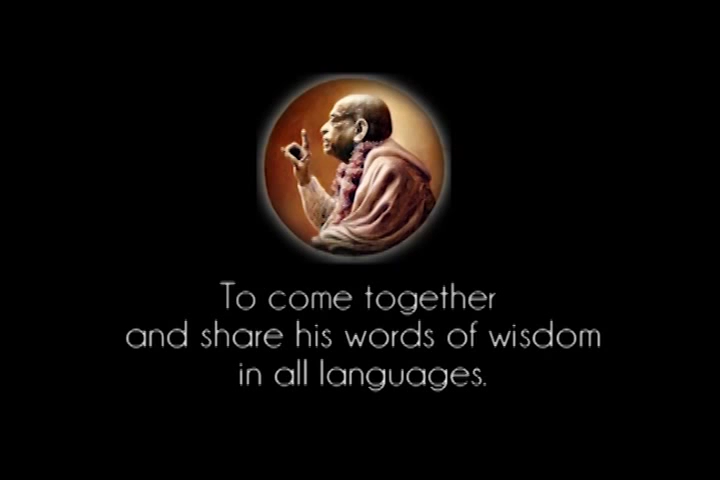 To come together
and share his words of wisdom
in all languages.